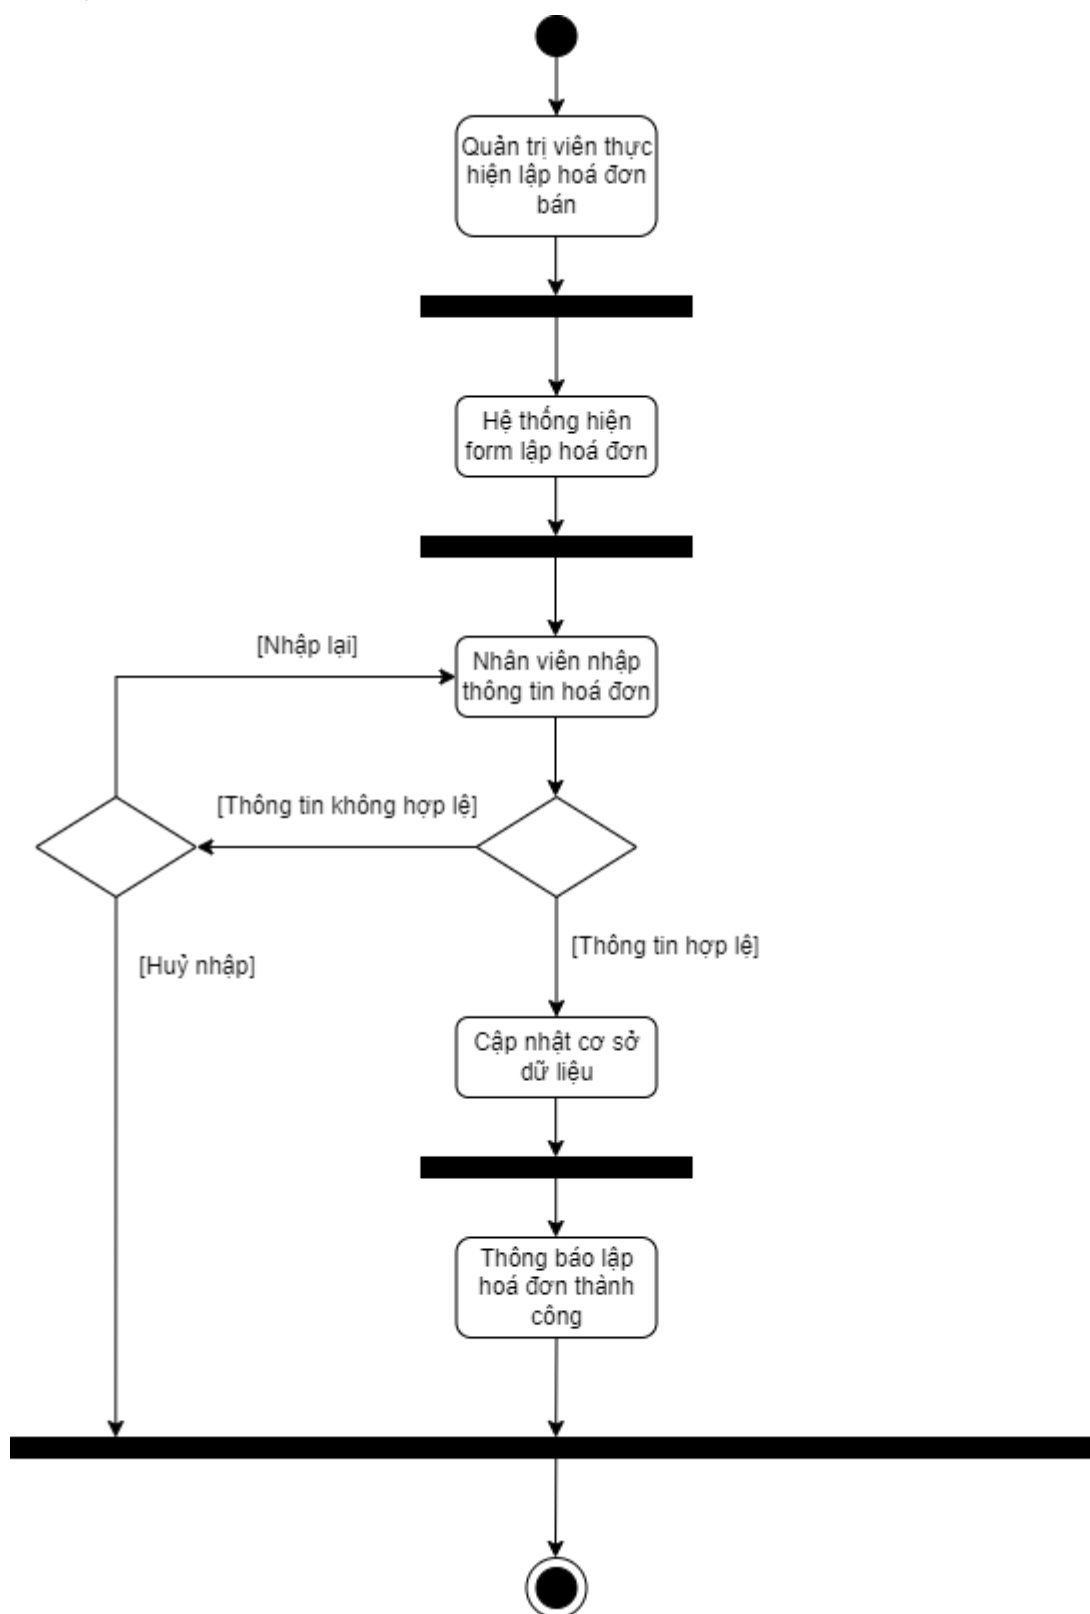 Quản trị viên thực
hiện lập hoá đơn
bán
Hệ thống hiện
form lập hoá đơn
[Nhập lại]
Nhân viên nhập
thông tin hoá đơn
[Thông tin không hợp lệ]
[Thông tin hợp lệ]
[Huỷ nhập]
Cập nhật cơ sở
dữ liệu
Thông báo lập
hoá đơn thành
công